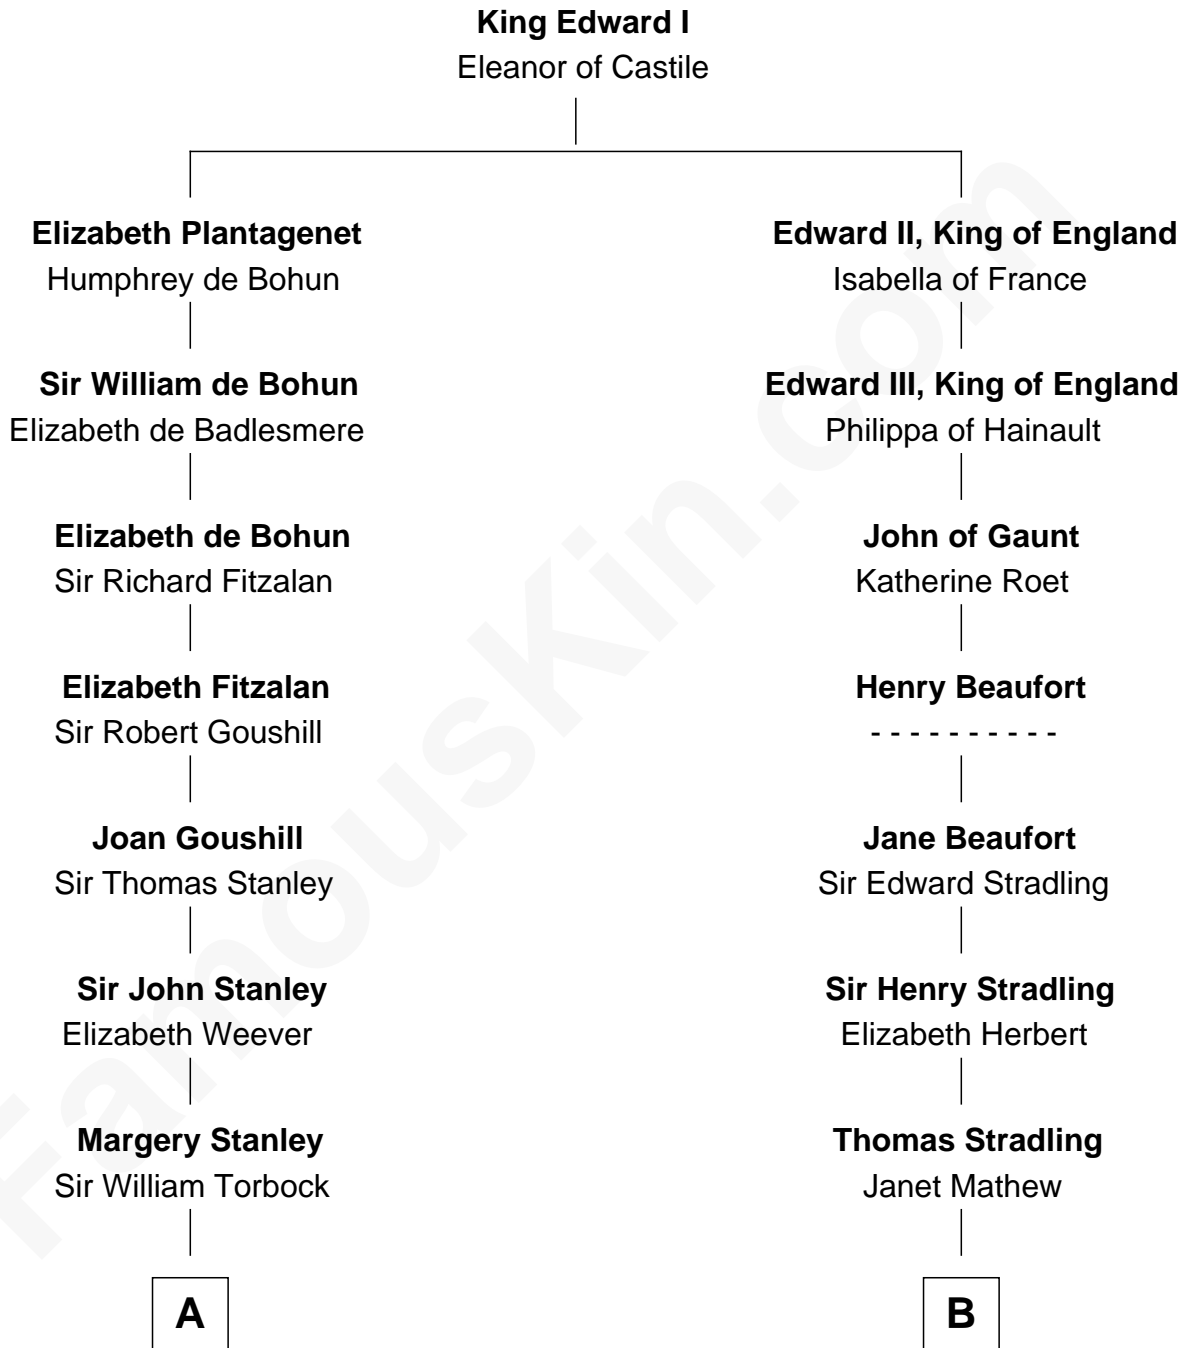 King Edward I
Eleanor of Castile
Elizabeth Plantagenet
Humphrey de Bohun
Edward II, King of England
Isabella of France
Sir William de Bohun
Elizabeth de Badlesmere
Edward III, King of England
Philippa of Hainault
Elizabeth de Bohun
Sir Richard Fitzalan
John of Gaunt
Katherine Roet
Elizabeth Fitzalan
Sir Robert Goushill
Henry Beaufort
- - - - - - - - - -
Joan Goushill
Sir Thomas Stanley
Jane Beaufort
Sir Edward Stradling
Sir John Stanley
Elizabeth Weever
Sir Henry Stradling
Elizabeth Herbert
Margery Stanley
Sir William Torbock
Thomas Stradling
Janet Mathew
A
B
FamousKin.com